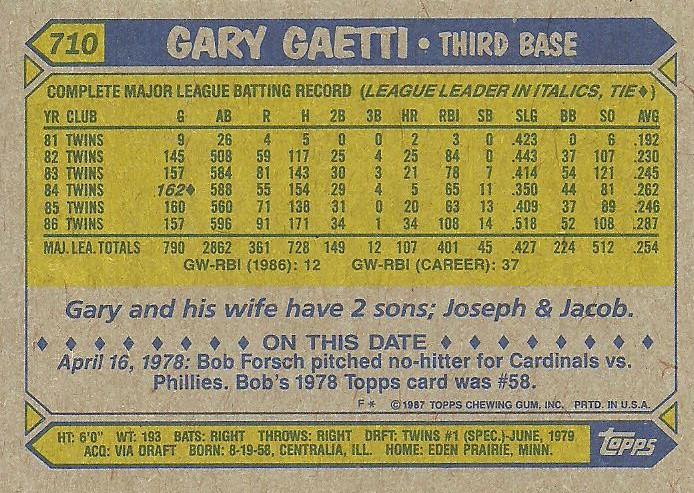 710 GARY GAETTI • THIRD BASE
COMPLETE MAJOR LEAGUE BATTING RECORD (LEAGUE LEADER IN ITALICS, TIE♦)
YR CLUB G AB R H 2B 3B HR RBI SB SLG BB SO AVG
81 TWINS 9 26 4 5 0 0 2 3 0 .423 0 6 .192
82 TWINS 145 508 59 117 25 4 25 84 0 .443 37 107 .230
83 TWINS 157 584 81 143 30 3 21 78 7 .414 54 121 .245
84 TWINS 162♦ 588 55 154 29 4 5 65 11 .350 44 81 .262
85 TWINS 160 560 71 138 31 0 20 63 13 .409 37 89 .246
86 TWINS 157 596 91 171 34 1 34 108 14 .518 52 108 .287
MAJ. LEA. TOTALS 790 2862 361 728 149 12 107 401 45 .427 224 512 .254
GW-RBI (1986): 12 GW-RBI (CAREER): 37
Gary and his wife have 2 sons; Joseph & Jacob.
♦ ♦ ♦ ♦ ♦ ♦ ♦ ♦ ON THIS DATE ♦ ♦ ♦ ♦ ♦ ♦ ♦ ♦
April 16, 1978: Bob Forsch pitched no-hitter for Cardinals vs.
Phillies. Bob's 1978 Topps card was #58.
F* ©1987 TOPPS CHEWING GUM, INC. PRTD. IN U.S.A.
HT: 6'0" WT: 193 BATS: RIGHT THROWS: RIGHT DRFT: TWINS #1 (SPEC.)-JUNE, 1979
ACQ: VIA DRAFT BORN: 8-19-58, CENTRALIA, ILL. HOME: EDEN PRAIRIE, MINN.
Topps